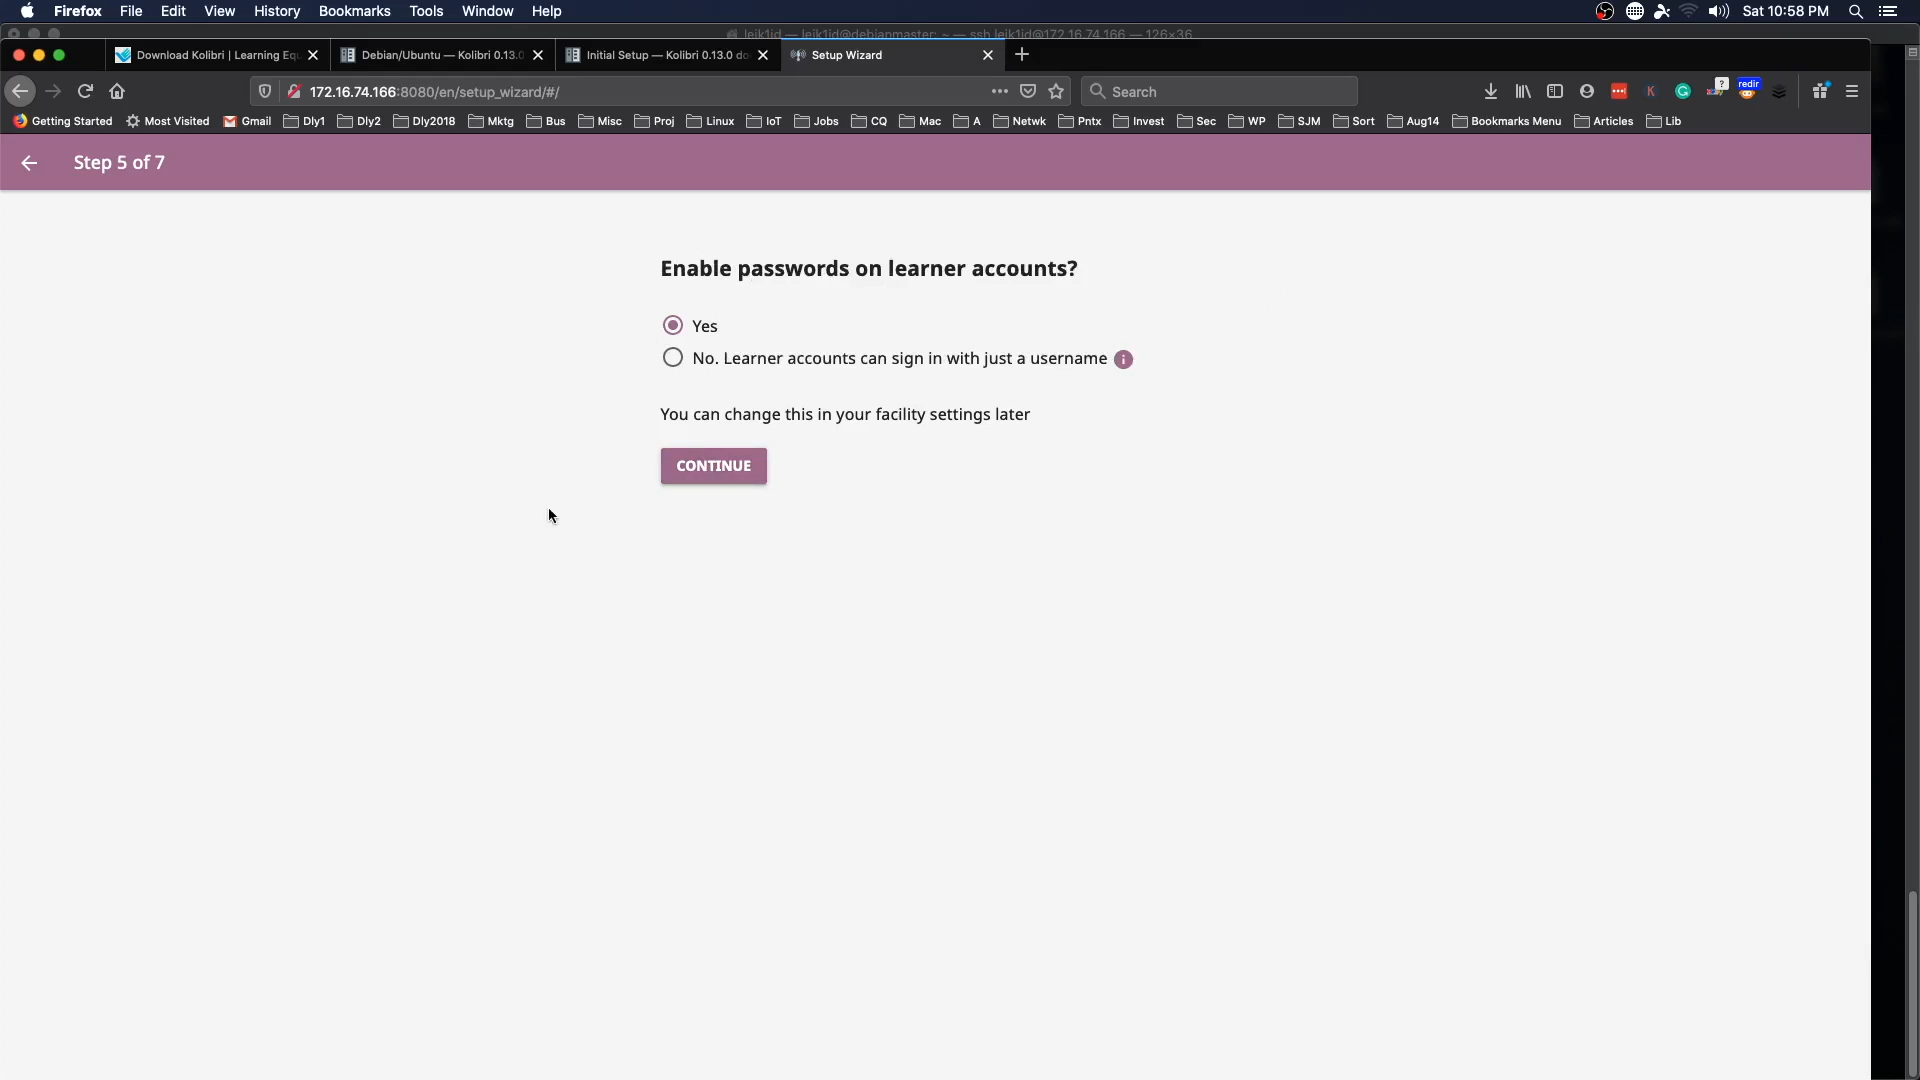 Firefox File Edit View History Bookmarks Tools Window Help Sat 10:58 PM
leik1id — leik1id@debianmaster: ~ — ssh leik1id@172.16.74.166 — 126×36
Download Kolibri | Learning Equ Debian/Ubuntu — Kolibri 0.13.0 Initial Setup — Kolibri 0.13.0 do Setup Wizard
172.16.74.166:8080/en/setup_wizard/#/ Search redir
Getting Started Most Visited Gmail Dly1 Dly2 Dly2018 Mktg Bus Misc Proj Linux IoT Jobs CQ Mac A Netwk Pntx Invest Sec WP SJM Sort Aug14 Bookmarks Menu Articles Lib
Step 5 of 7
Enable passwords on learner accounts?
Yes
No. Learner accounts can sign in with just a username
You can change this in your facility settings later
CONTINUE